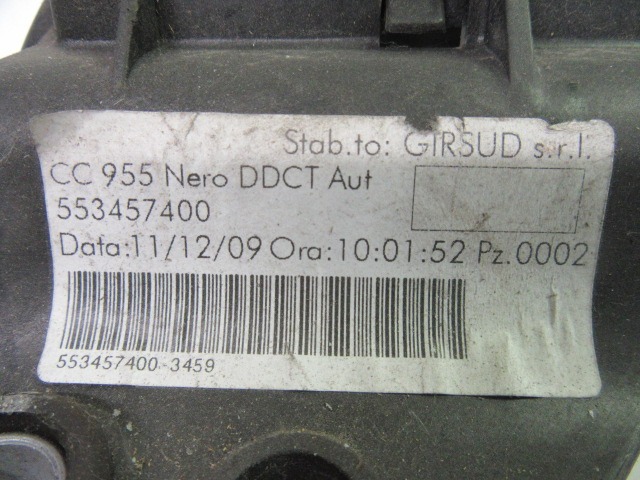 Stab.to: GIRSUD s.r.l.
CC 955 Nero DDCT Aut
553457400
Data:11/12/09 Ora:10:01:52 Pz.0002
553457400-3459